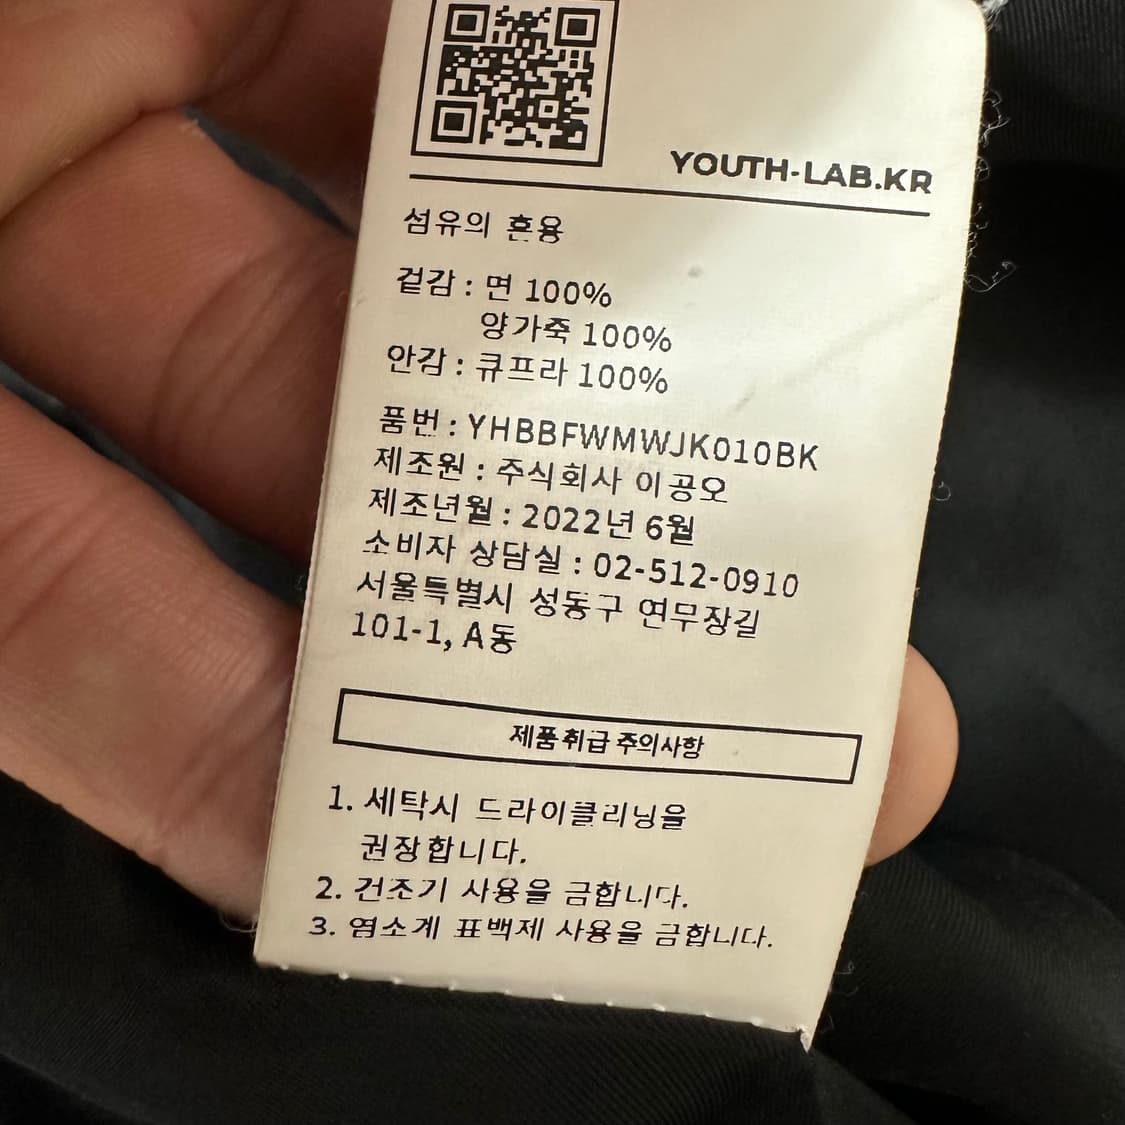 YOUTH-LAB.KR
섬유의 혼용
겉감 : 면 100%
양가죽 100%
안감 : 큐프라 100%
품번 : YHBBFWMWJK010BK
제조원 : 주식회사 이공오
제조년월 : 2022년 6월
소비자 상담실 : 02-512-0910
서울특별시 성동구 연무장길
101-1, A동
제품 취급 주의사항
1. 세탁시 드라이클리닝을
권장합니다.
2. 건조기 사용을 금합니다.
3. 염소계 표백제 사용을 금합니다.